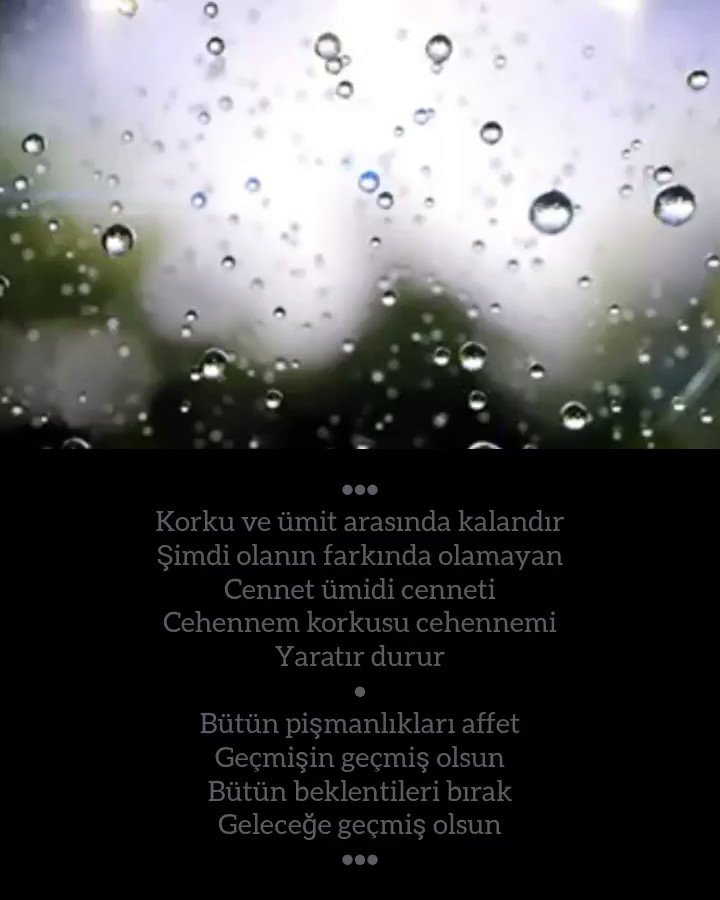 •••
Korku ve ümit arasında kalandır
Şimdi olanın farkında olamayan
Cennet ümidi cenneti
Cehennem korkusu cehennemi
Yaratır durur
•
Bütün pişmanlıkları affet
Geçmişin geçmiş olsun
Bütün beklentileri bırak
Geleceğe geçmiş olsun
•••